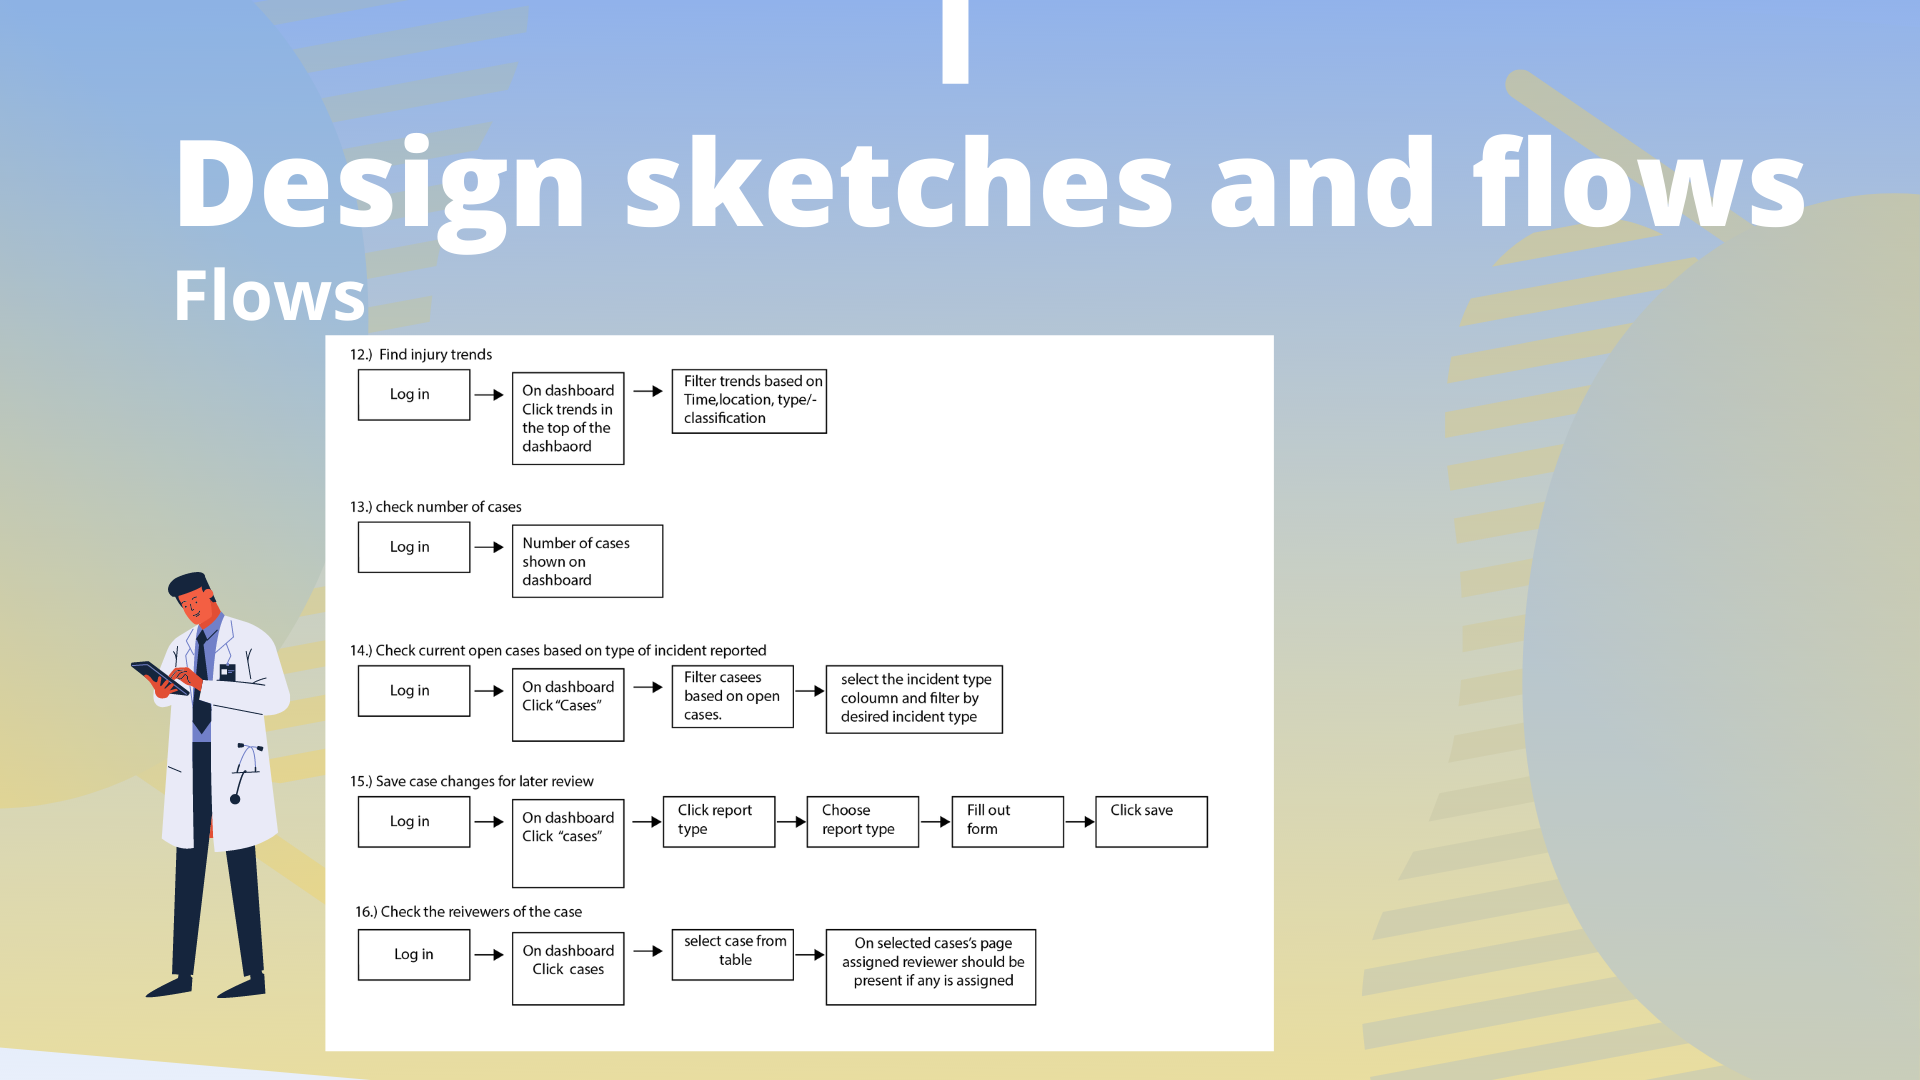 Design sketches and flows
Flows
12.) Find injury trends
Log in
On dashboard
Click trends in
the top of the
dashbaord
Filter trends based on
Time,location, type/-
classification
13.) check number of cases
Log in
Number of cases
shown on
dashboard
14.) Check current open cases based on type of incident reported
Log in
On dashboard
Click “Cases”
Filter casees
based on open
cases.
select the incident type
coloumn and filter by
desired incident type
15.) Save case changes for later review
Log in
On dashboard
Click “cases”
Click report
type
Choose
report type
Fill out
form
Click save
16.) Check the reivewers of the case
Log in
On dashboard
Click cases
select case from
table
On selected cases’s page
assigned reviewer should be
present if any is assigned